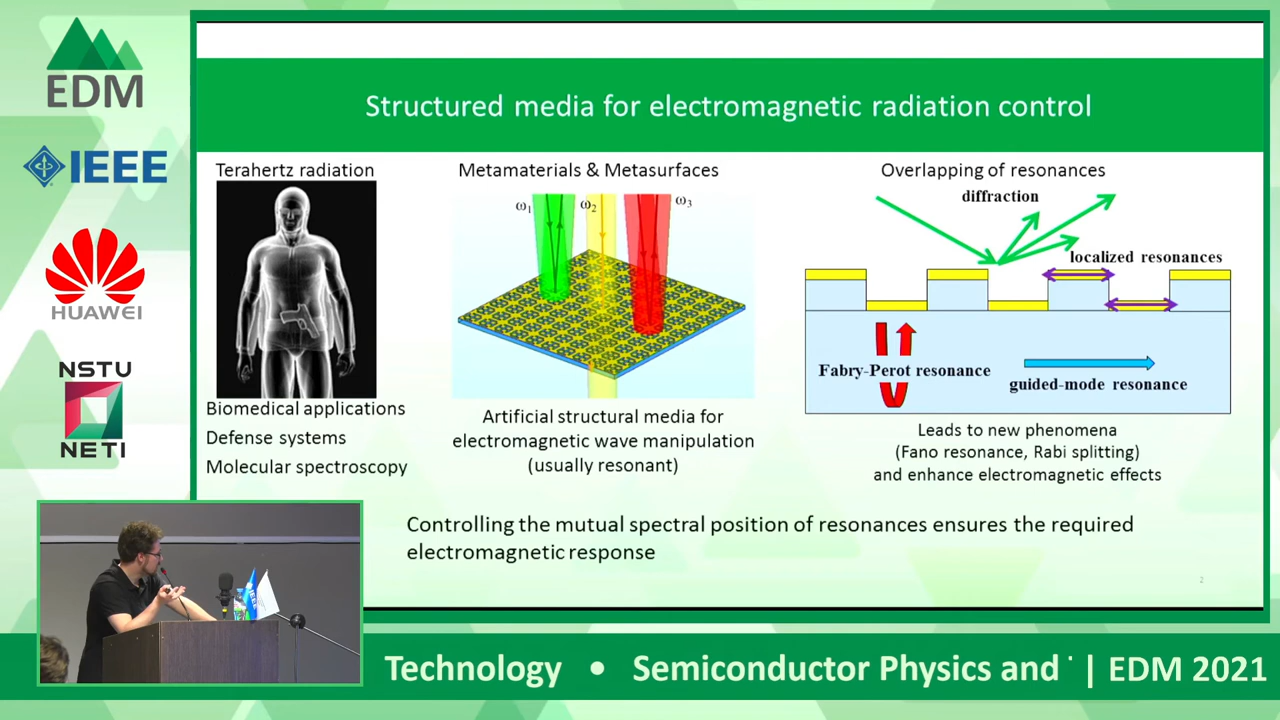 EDM
IEEE
HUAWEI
NSTU
NETI
Structured media for electromagnetic radiation control
Terahertz radiation
Biomedical applications
Defense systems
Molecular spectroscopy
Metamaterials & Metasurfaces
ω1 ω2 ω3
Artificial structural media for
electromagnetic wave manipulation
(usually resonant)
Overlapping of resonances
diffraction
localized resonances
Fabry-Perot resonance
guided-mode resonance
Leads to new phenomena
(Fano resonance, Rabi splitting)
and enhance electromagnetic effects
Controlling the mutual spectral position of resonances ensures the required
electromagnetic response
2
IEEE
Technology • Semiconductor Physics and | EDM 2021